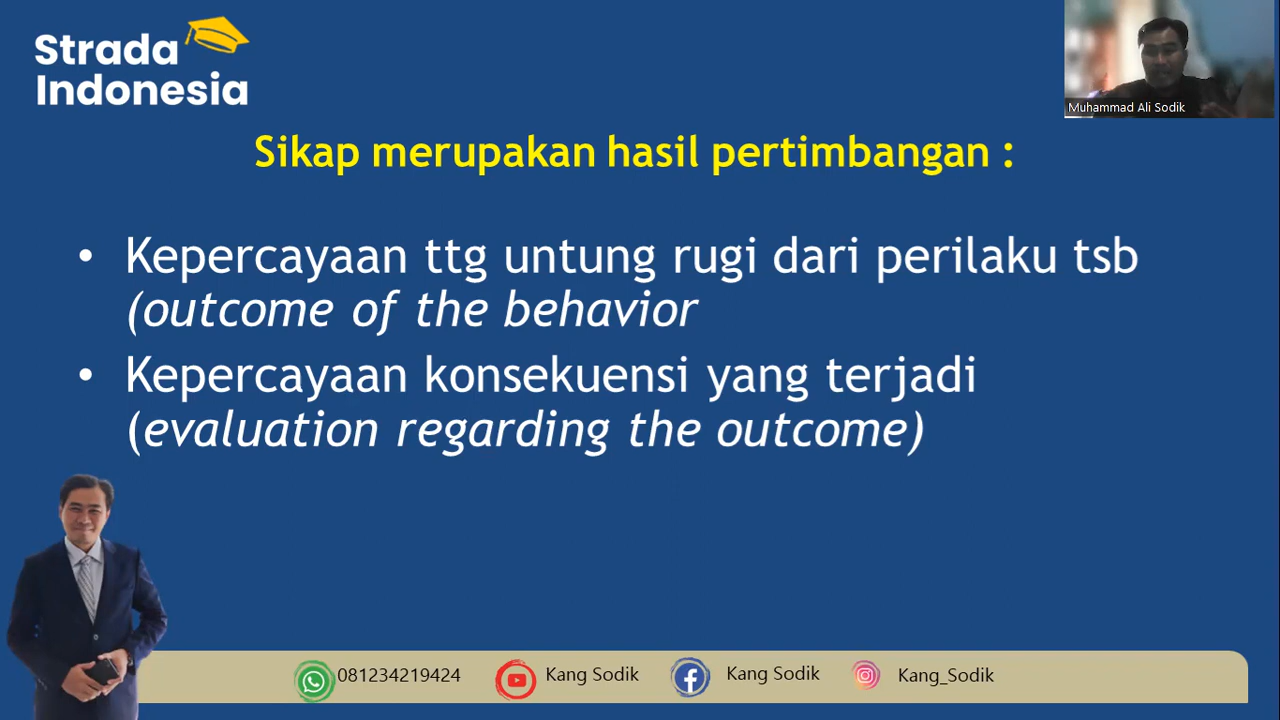 Strada
Indonesia
Muhammad Ali Sodik
Sikap merupakan hasil pertimbangan :
• Kepercayaan ttg untung rugi dari perilaku tsb
(outcome of the behavior
• Kepercayaan konsekuensi yang terjadi
(evaluation regarding the outcome)
081234219424 Kang Sodik Kang Sodik Kang_Sodik